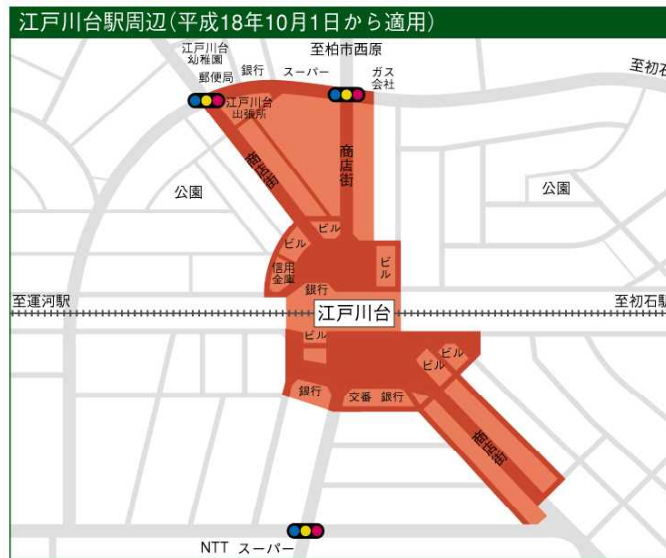 江戸川台駅周辺(平成18年10月1日から適用)
至柏市西原
江戸川台
幼稚園
郵便局
銀行
スーパー
ガス
会社
至初石
江戸川台
出張所
商店街
商店街
公園
公園
ビル
ビル
ビル
信用
金庫
銀行
至運河駅
江戸川台
至初石駅
ビル
ビル
ビル
銀行
交番
銀行
商店街
NTT
スーパー